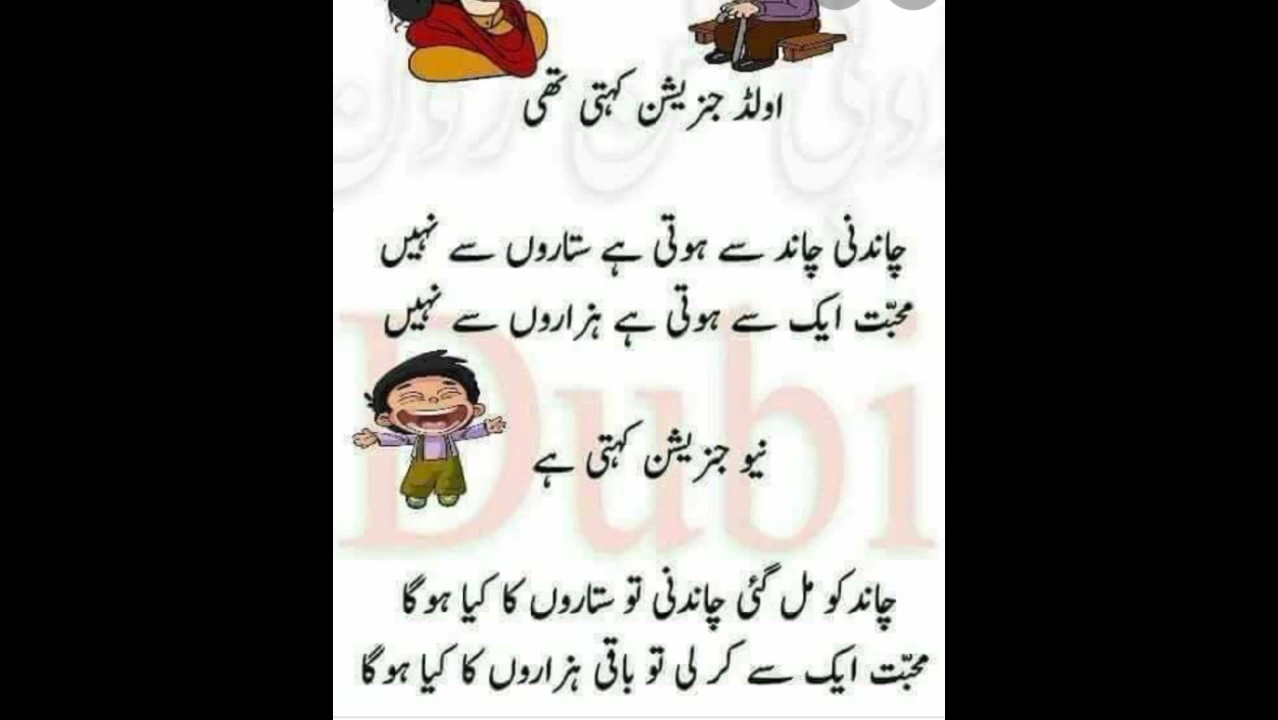 اولڈ جنریشن کہتی تھی
چاندنی چاند سے ہوتی ہے ستاروں سے نہیں
محبّت ایک سے ہوتی ہے ہزاروں سے نہیں
Dubi
نیو جنریشن کہتی ہے
چاند کو مل گئی چاندنی تو ستاروں کا کیا ہوگا
محبّت ایک سے کر لی تو باقی ہزاروں کا کیا ہوگا